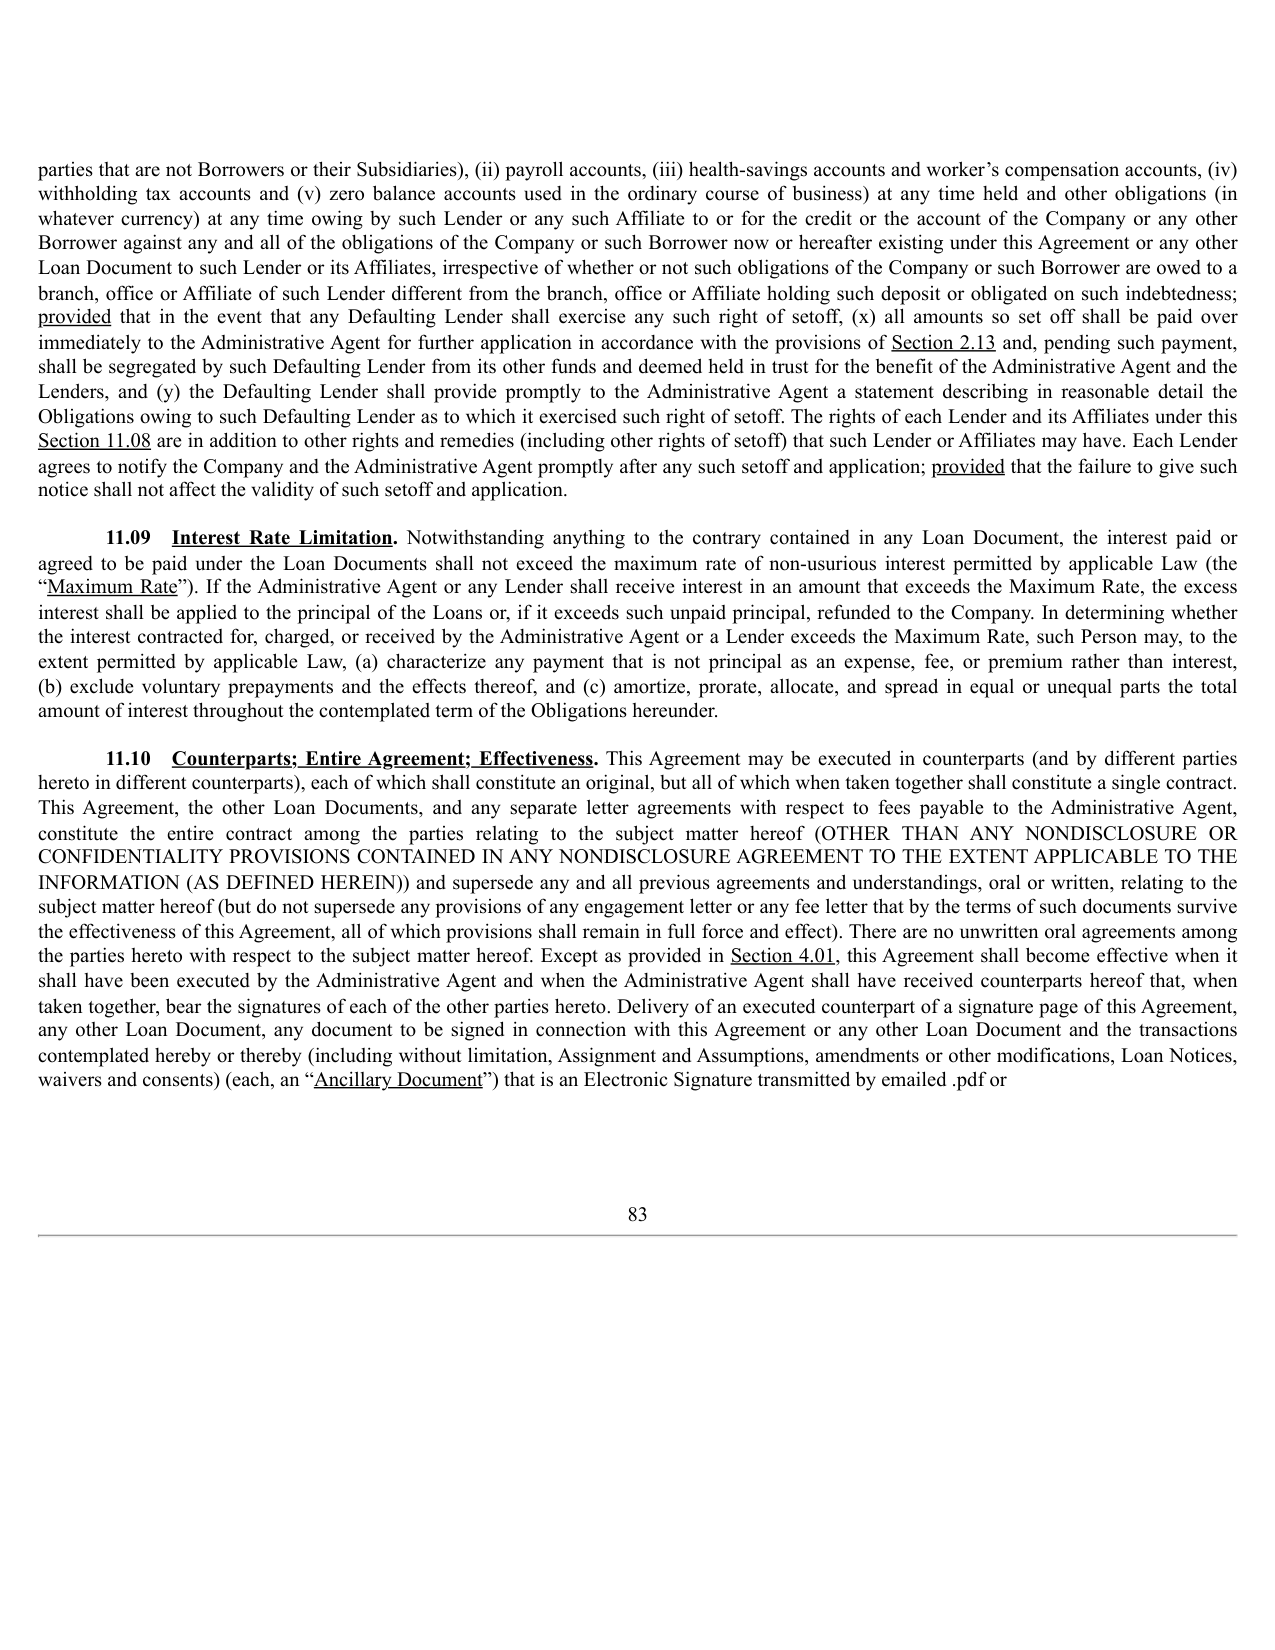 parties that are not Borrowers or their Subsidiaries), (ii) payroll accounts, (iii) health-savings accounts and worker’s compensation accounts, (iv)
withholding tax accounts and (v) zero balance accounts used in the ordinary course of business) at any time held and other obligations (in
whatever currency) at any time owing by such Lender or any such Affiliate to or for the credit or the account of the Company or any other
Borrower against any and all of the obligations of the Company or such Borrower now or hereafter existing under this Agreement or any other
Loan Document to such Lender or its Affiliates, irrespective of whether or not such obligations of the Company or such Borrower are owed to a
branch, office or Affiliate of such Lender different from the branch, office or Affiliate holding such deposit or obligated on such indebtedness;
provided that in the event that any Defaulting Lender shall exercise any such right of setoff, (x) all amounts so set off shall be paid over
immediately to the Administrative Agent for further application in accordance with the provisions of Section 2.13 and, pending such payment,
shall be segregated by such Defaulting Lender from its other funds and deemed held in trust for the benefit of the Administrative Agent and the
Lenders, and (y) the Defaulting Lender shall provide promptly to the Administrative Agent a statement describing in reasonable detail the
Obligations owing to such Defaulting Lender as to which it exercised such right of setoff. The rights of each Lender and its Affiliates under this
Section 11.08 are in addition to other rights and remedies (including other rights of setoff) that such Lender or Affiliates may have. Each Lender
agrees to notify the Company and the Administrative Agent promptly after any such setoff and application; provided that the failure to give such
notice shall not affect the validity of such setoff and application.
11.09 Interest Rate Limitation. Notwithstanding anything to the contrary contained in any Loan Document, the interest paid or
agreed to be paid under the Loan Documents shall not exceed the maximum rate of non-usurious interest permitted by applicable Law (the
“Maximum Rate”). If the Administrative Agent or any Lender shall receive interest in an amount that exceeds the Maximum Rate, the excess
interest shall be applied to the principal of the Loans or, if it exceeds such unpaid principal, refunded to the Company. In determining whether
the interest contracted for, charged, or received by the Administrative Agent or a Lender exceeds the Maximum Rate, such Person may, to the
extent permitted by applicable Law, (a) characterize any payment that is not principal as an expense, fee, or premium rather than interest,
(b) exclude voluntary prepayments and the effects thereof, and (c) amortize, prorate, allocate, and spread in equal or unequal parts the total
amount of interest throughout the contemplated term of the Obligations hereunder.
11.10 Counterparts; Entire Agreement; Effectiveness. This Agreement may be executed in counterparts (and by different parties
hereto in different counterparts), each of which shall constitute an original, but all of which when taken together shall constitute a single contract.
This Agreement, the other Loan Documents, and any separate letter agreements with respect to fees payable to the Administrative Agent,
constitute the entire contract among the parties relating to the subject matter hereof (OTHER THAN ANY NONDISCLOSURE OR
CONFIDENTIALITY PROVISIONS CONTAINED IN ANY NONDISCLOSURE AGREEMENT TO THE EXTENT APPLICABLE TO THE
INFORMATION (AS DEFINED HEREIN)) and supersede any and all previous agreements and understandings, oral or written, relating to the
subject matter hereof (but do not supersede any provisions of any engagement letter or any fee letter that by the terms of such documents survive
the effectiveness of this Agreement, all of which provisions shall remain in full force and effect). There are no unwritten oral agreements among
the parties hereto with respect to the subject matter hereof. Except as provided in Section 4.01, this Agreement shall become effective when it
shall have been executed by the Administrative Agent and when the Administrative Agent shall have received counterparts hereof that, when
taken together, bear the signatures of each of the other parties hereto. Delivery of an executed counterpart of a signature page of this Agreement,
any other Loan Document, any document to be signed in connection with this Agreement or any other Loan Document and the transactions
contemplated hereby or thereby (including without limitation, Assignment and Assumptions, amendments or other modifications, Loan Notices,
waivers and consents) (each, an “Ancillary Document”) that is an Electronic Signature transmitted by emailed .pdf or
83